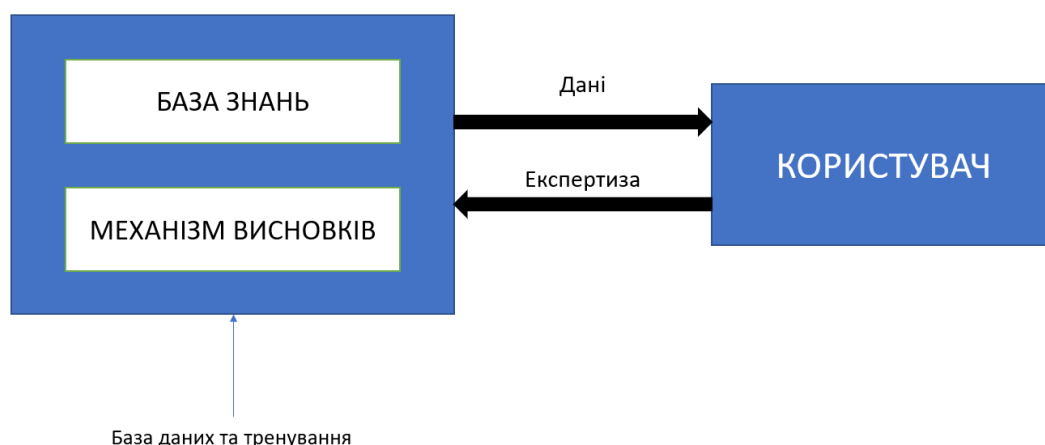 БАЗА ЗНАНЬ
МЕХАНІЗМ ВИСНОВКІВ
Дані
Експертиза
КОРИСТУВАЧ
База даних та тренування